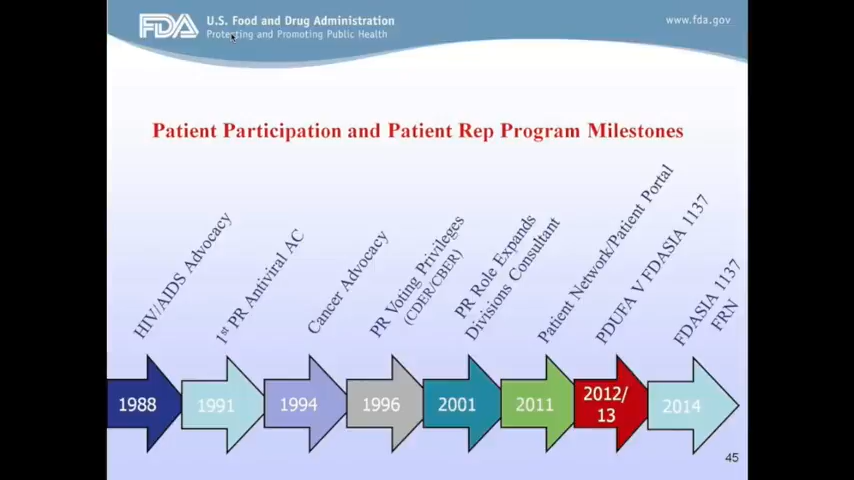 FDA
U.S. Food and Drug Administration
Protecting and Promoting Public Health
www.fda.gov
Patient Participation and Patient Rep Program Milestones
HIV/AIDS Advocacy
1st PR Antiviral AC
Cancer Advocacy
PR Voting Privileges
(CDER/CBER)
PR Role Expands
Divisions Consultant
Patient Network/Patient Portal
PDUFA V FDASIA 1137
FDASIA 1137
FRN
1988
1991
1994
1996
2001
2011
2012/
13
2014
45